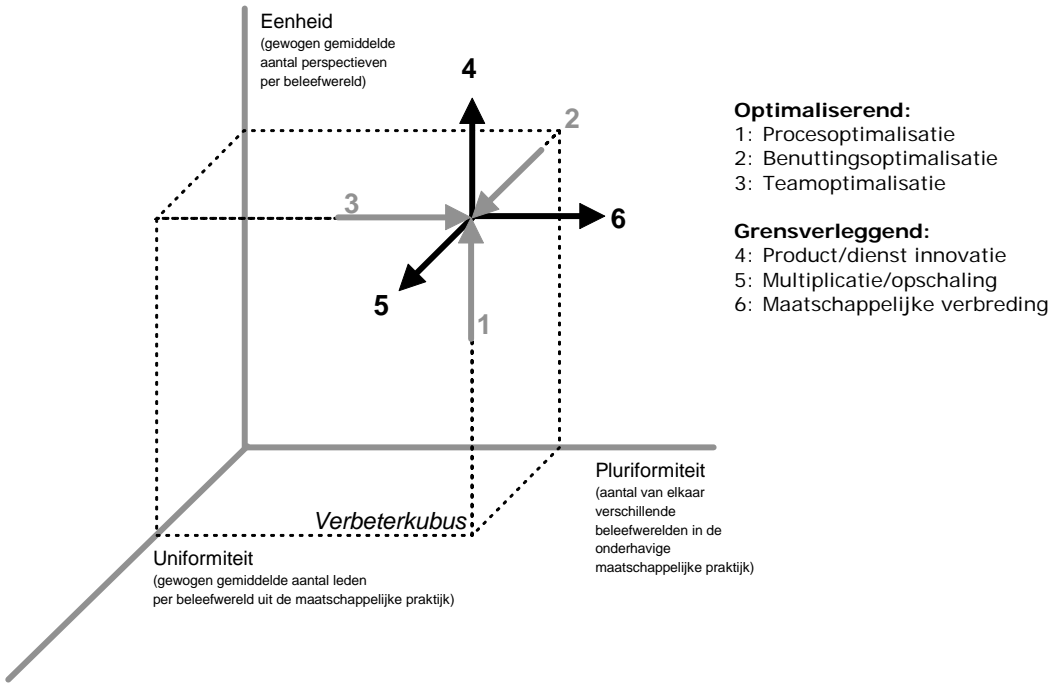 Eenheid
(gewogen gemiddelde
aantal perspectieven
per beleefwereld)
4
2
3
6
5
1
Optimaliserend:
1: Procesoptimalisatie
2: Benuttingsoptimalisatie
3: Teamoptimalisatie
Grensverleggend:
4: Product/dienst innovatie
5: Multiplicatie/opschaling
6: Maatschappelijke verbreding
Pluriformiteit
(aantal van elkaar
verschillende
beleefwerelden in de
onderhavige
maatschappelijke praktijk)
Verbeterkubus
Uniformiteit
(gewogen gemiddelde aantal leden
per beleefwereld uit de maatschappelijke praktijk)